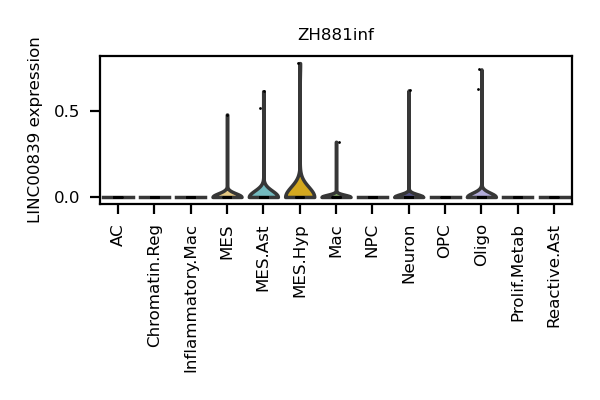 ZH881inf
LINC00839 expression
0.5
0.0
AC
Chromatin.Reg
Inflammatory.Mac
MES
MES.Ast
MES.Hyp
Mac
NPC
Neuron
OPC
Oligo
Prolif.Metab
Reactive.Ast